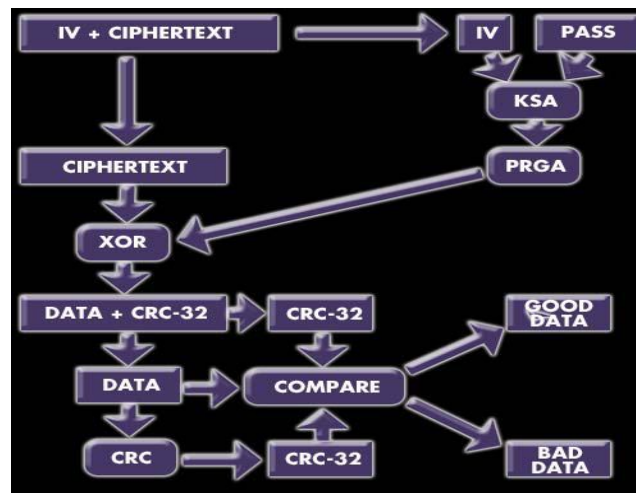 IV + CIPHERTEXT
IV
PASS
KSA
CIPHERTEXT
PRGA
XOR
DATA + CRC-32
CRC-32
GOOD
DATA
DATA
COMPARE
CRC
CRC-32
BAD
DATA